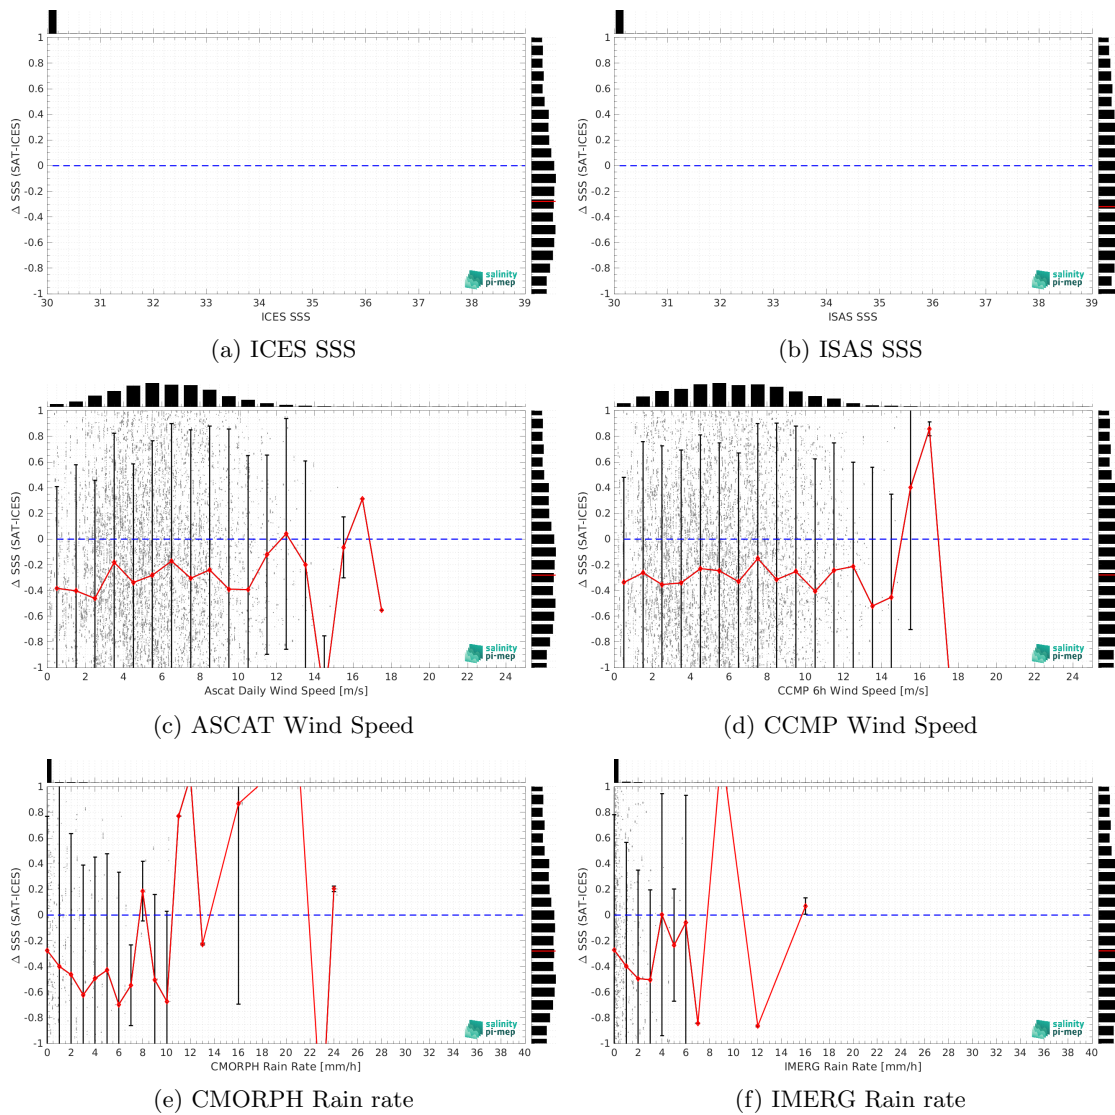 1
0.8
0.6
0.4
0.2
0
-0.2
-0.4
-0.6
-0.8
-1
Δ SSS (SAT-ICES)
30 31 32 33 34 35 36 37 38 39
ICES SSS
salinity
pi-mep
(a) ICES SSS
1
0.8
0.6
0.4
0.2
0
-0.2
-0.4
-0.6
-0.8
-1
Δ SSS (SAT-ICES)
30 31 32 33 34 35 36 37 38 39
ISAS SSS
salinity
pi-mep
(b) ISAS SSS
1
0.8
0.6
0.4
0.2
0
-0.2
-0.4
-0.6
-0.8
-1
Δ SSS (SAT-ICES)
0 2 4 6 8 10 12 14 16 18 20 22 24
Ascat Daily Wind Speed [m/s]
salinity
pi-mep
(c) ASCAT Wind Speed
1
0.8
0.6
0.4
0.2
0
-0.2
-0.4
-0.6
-0.8
-1
Δ SSS (SAT-ICES)
0 2 4 6 8 10 12 14 16 18 20 22 24
CCMP 6h Wind Speed [m/s]
salinity
pi-mep
(d) CCMP Wind Speed
1
0.8
0.6
0.4
0.2
0
-0.2
-0.4
-0.6
-0.8
-1
Δ SSS (SAT-ICES)
0 2 4 6 8 10 12 14 16 18 20 22 24 26 28 30 32 34 36 38 40
CMORPH Rain Rate [mm/h]
salinity
pi-mep
(e) CMORPH Rain rate
1
0.8
0.6
0.4
0.2
0
-0.2
-0.4
-0.6
-0.8
-1
Δ SSS (SAT-ICES)
0 2 4 6 8 10 12 14 16 18 20 22 24 26 28 30 32 34 36 38 40
IMERG Rain Rate [mm/h]
salinity
pi-mep
(f) IMERG Rain rate